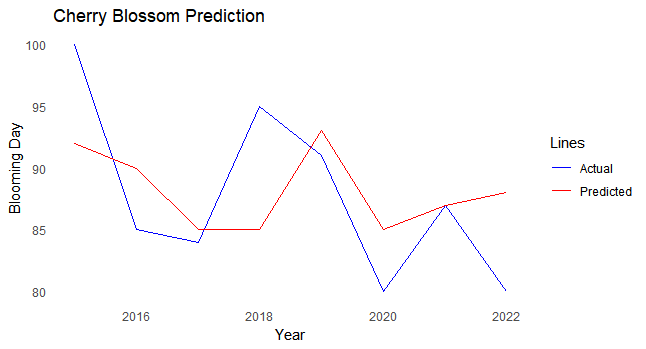 Cherry Blossom Prediction
100
95
90
85
80
Blooming Day
2016
2018
2020
2022
Year
Lines
Actual
Predicted